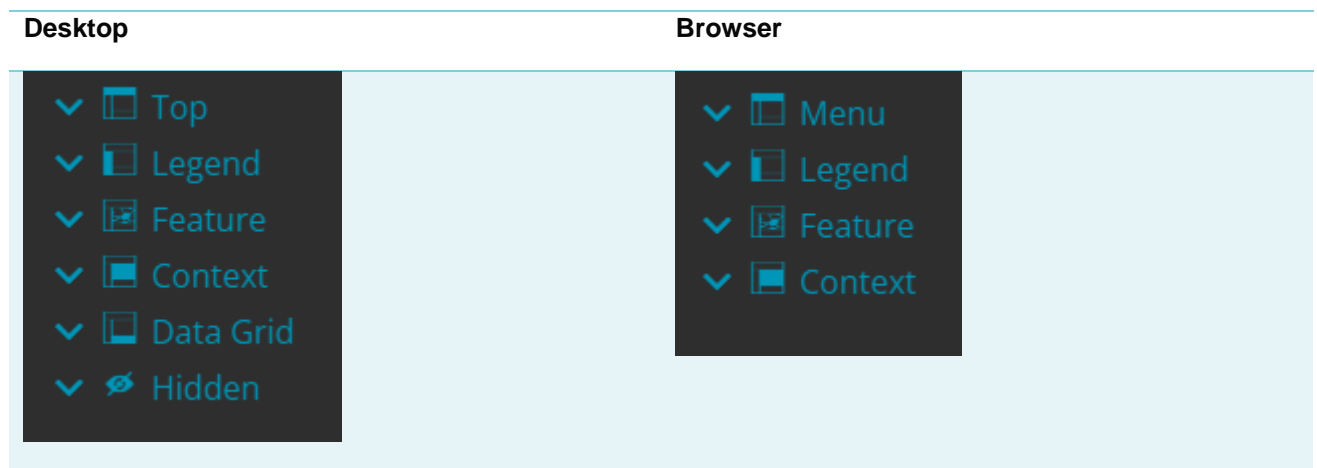 Desktop
Browser
Top
Legend
Feature
Context
Data Grid
Hidden
Menu
Legend
Feature
Context